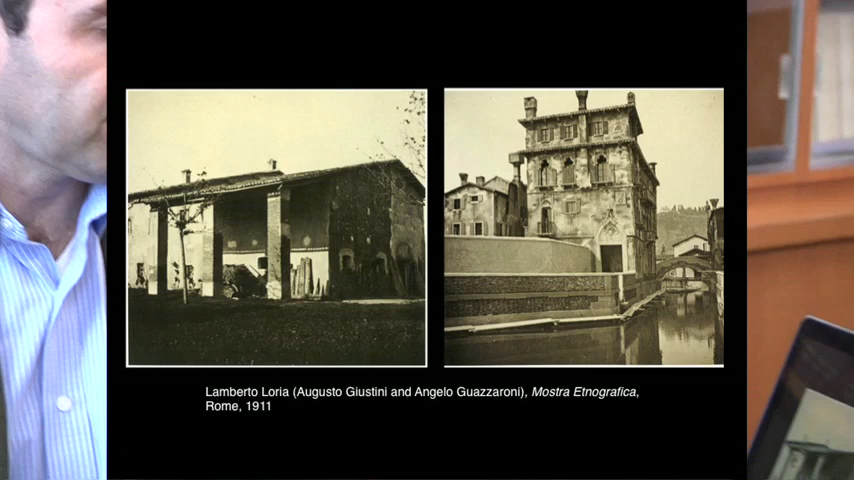 Lamberto Loria (Augusto Giustini and Angelo Guazzaroni), Mostra Etnografica,
Rome, 1911